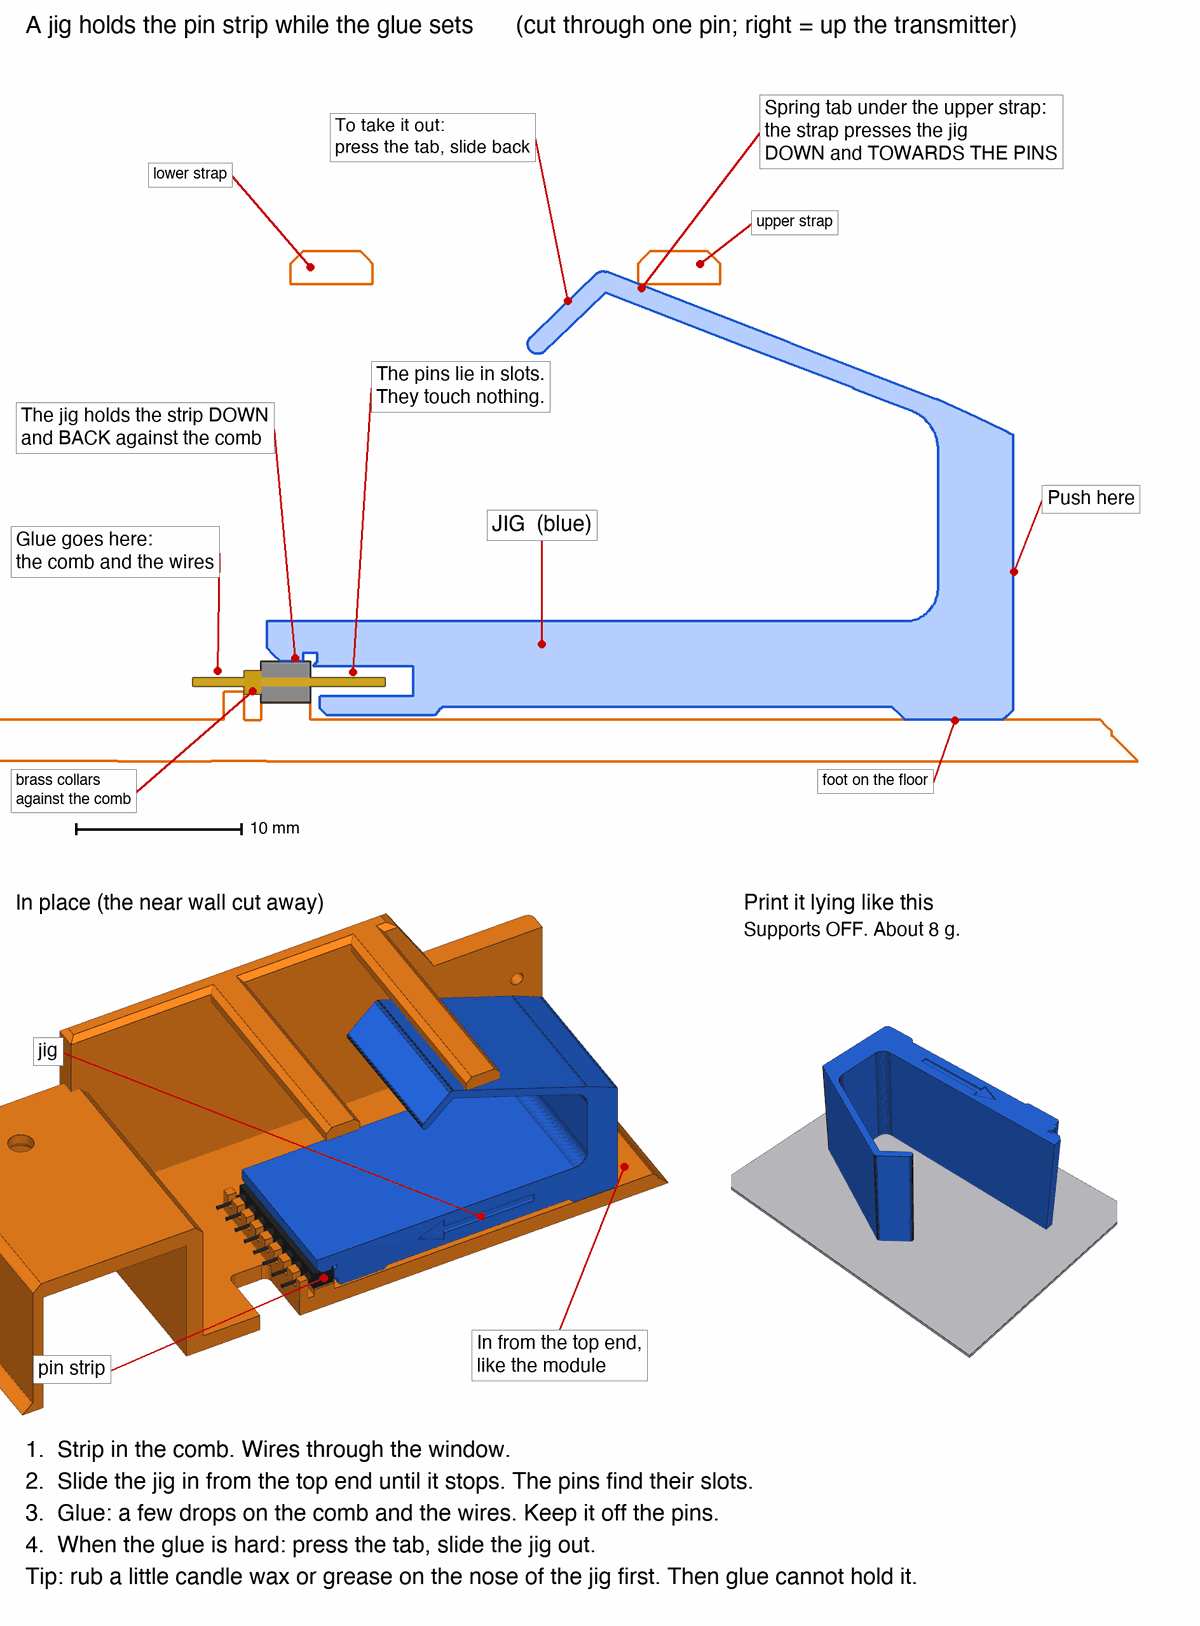 A jig holds the pin strip while the glue sets (cut through one pin; right = up the transmitter)
Spring tab under the upper strap:
the strap presses the jig
DOWN and TOWARDS THE PINS
To take it out:
press the tab, slide back
lower strap
upper strap
The pins lie in slots.
They touch nothing.
The jig holds the strip DOWN
and BACK against the comb
Push here
JIG (blue)
Glue goes here:
the comb and the wires
brass collars
against the comb
foot on the floor
10 mm
In place (the near wall cut away)
Print it lying like this
Supports OFF. About 8 g.
jig
In from the top end,
like the module
pin strip
1. Strip in the comb. Wires through the window.
2. Slide the jig in from the top end until it stops. The pins find their slots.
3. Glue: a few drops on the comb and the wires. Keep it off the pins.
4. When the glue is hard: press the tab, slide the jig out.
Tip: rub a little candle wax or grease on the nose of the jig first. Then glue cannot hold it.